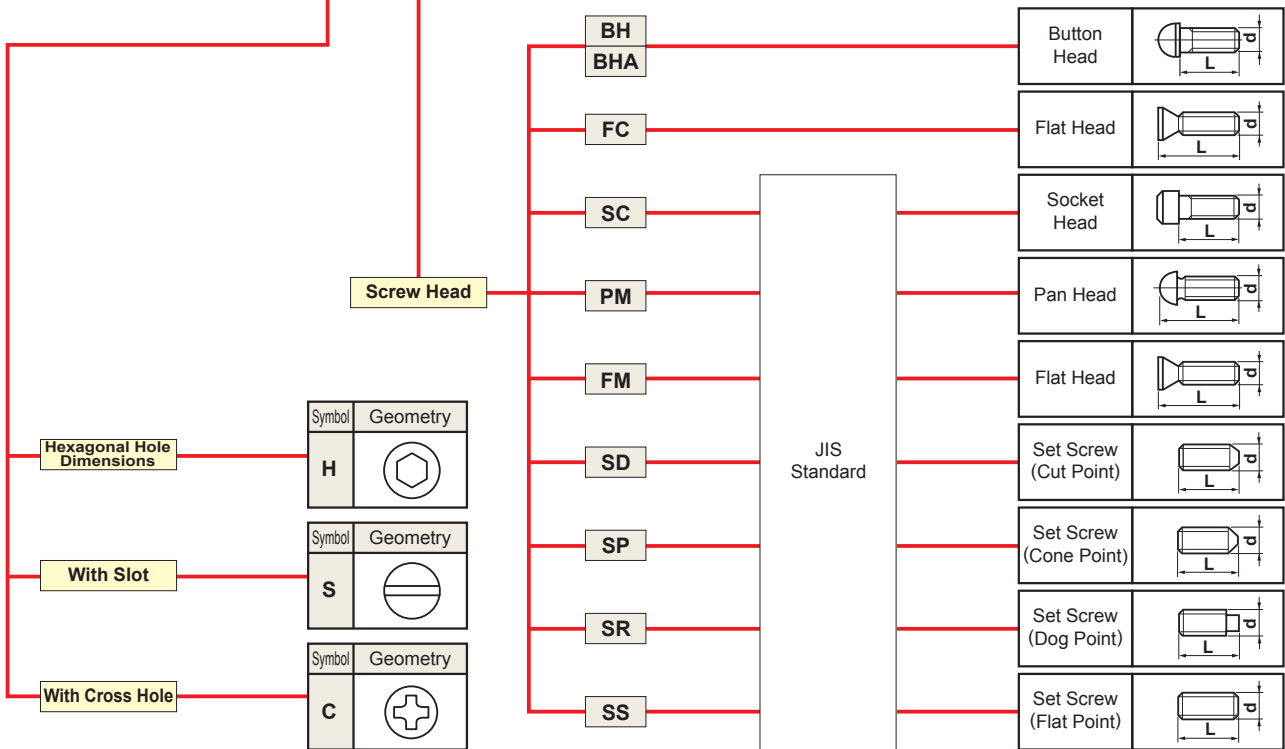 BH
BHA
Button
Head
d
L
FC
Flat Head
d
L
SC
Socket
Head
d
L
Screw Head
PM
Pan Head
d
L
FM
Flat Head
d
L
JIS
Standard
SD
Set Screw
(Cut Point)
d
L
SP
Set Screw
(Cone Point)
d
L
SR
Set Screw
(Dog Point)
d
L
SS
Set Screw
(Flat Point)
d
L
Hexagonal Hole
Dimensions
Symbol Geometry
H
With Slot
Symbol Geometry
S
With Cross Hole
Symbol Geometry
C